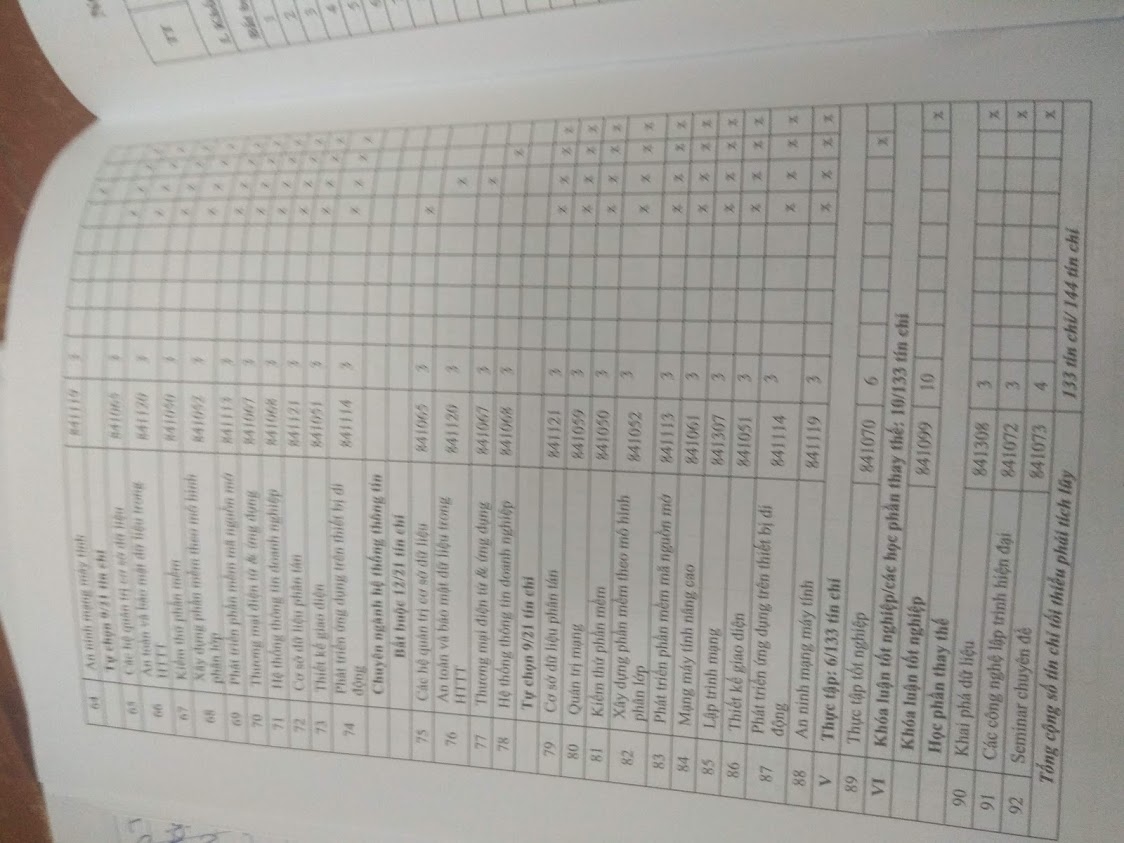 64 An ninh mạng máy tính 841119 3 x
Tự chọn 9/21 tín chỉ
65 Các hệ quản trị cơ sở dữ liệu 841065 3 x x x
66 An toàn và bảo mật dữ liệu trong 841120 3 x x x
HTTT
67 Kiểm thử phần mềm 841050 3 x x x
68 Xây dựng phần mềm theo mô hình 841052 3 x x x
phân lớp
69 Phát triển phần mềm mã nguồn mở 841113 3 x x x
70 Thương mại điện tử & ứng dụng 841067 3 x x x
71 Hệ thống thông tin doanh nghiệp 841068 3 x x x
72 Cơ sở dữ liệu phân tán 841121 3 x x x
73 Thiết kế giao diện 841051 3 x x x
74 Phát triển ứng dụng trên thiết bị di 841114 3 x x x
động
Chuyên ngành hệ thống thông tin
Bắt buộc 12/21 tín chỉ
75 Các hệ quản trị cơ sở dữ liệu 841065 3 x
76 An toàn và bảo mật dữ liệu trong 841120 3 x
HTTT
77 Thương mại điện tử & ứng dụng 841067 3 x
78 Hệ thống thông tin doanh nghiệp 841068 3 x
Tự chọn 9/21 tín chỉ
79 Cơ sở dữ liệu phân tán 841121 3 x x x
80 Quản trị mạng 841059 3 x x x
81 Kiểm thử phần mềm 841050 3 x x x
82 Xây dựng phần mềm theo mô hình 841052 3 x x x
phân lớp
83 Phát triển phần mềm mã nguồn mở 841113 3 x x x
84 Mạng máy tính nâng cao 841061 3 x x x
85 Lập trình mạng 841307 3 x x x
86 Thiết kế giao diện 841051 3 x x x
87 Phát triển ứng dụng trên thiết bị di 841114 3 x x x
động
88 An ninh mạng máy tính 841119 3 x x x
V Thực tập: 6/133 tín chỉ
89 Thực tập tốt nghiệp 841070 6 x
VI Khóa luận tốt nghiệp/các học phần thay thế: 10/133 tín chỉ
Khóa luận tốt nghiệp 841099 10 x
Học phần thay thế
90 Khai phá dữ liệu 841308 3 x
91 Các công nghệ lập trình hiện đại 841072 3 x
92 Seminar chuyên đề 841073 4 x
Tổng cộng số tín chỉ tối thiểu phải tích lũy 133 tín chỉ/ 144 tín chỉ
TT
I. Khố
1
2
3
4
5